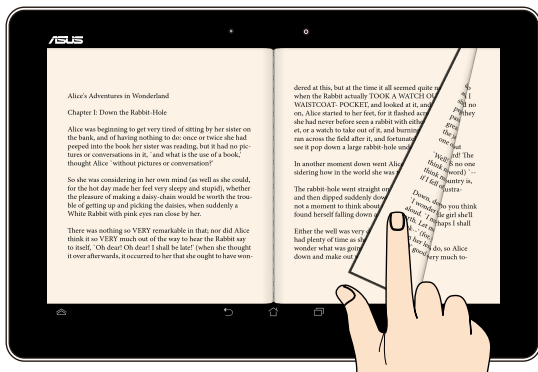 ASUS
Alice's Adventures in Wonderland
Chapter I: Down the Rabbit-Hole
Alice was beginning to get very tired of sitting by her sister on
the bank, and of having nothing to do: once or twice she had
peeped into the book her sister was reading, but it had no pic-
tures or conversations in it, `and what is the use of a book,'
thought Alice `without pictures or conversation?'
So she was considering in her own mind (as well as she could,
for the hot day made her feel very sleepy and stupid), whether
the pleasure of making a daisy-chain would be worth the trou-
ble of getting up and picking the daisies, when suddenly a
White Rabbit with pink eyes ran close by her.
There was nothing so VERY remarkable in that; nor did Alice
think it so VERY much out of the way to hear the Rabbit say
to itself, `Oh dear! Oh dear! I shall be late!' (when she thought
it over afterwards, it occurred to her that she ought to have won-
dered at this, but at the time it all seemed quite
when the Rabbit actually TOOK A WATCH
WAISTCOAT- POCKET, and looked at it, and
on, Alice started to her feet, for it flashed
she had never before seen a rabbit with
et, or a watch to take out of it, and
ran across the field after it, and
see it pop down a large rabbit-hole
In another moment down went
sidering how in the world she was
The rabbit-hole went straight
and then dipped suddenly
not a moment to think about
found herself falling down
Either the well was very
had plenty of time as
wonder what was going
down and make out